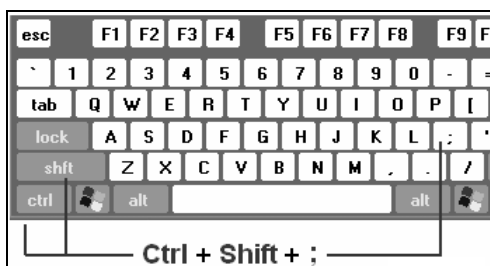 esc F1 F2 F3 F4 F5 F6 F7 F8 F9 F
` 1 2 3 4 5 6 7 8 9 0 - =
tab Q W E R T Y U I O P [
lock A S D F G H J K L ; '
shft Z X C V B N M , . /
ctrl alt alt
Ctrl + Shift + ;